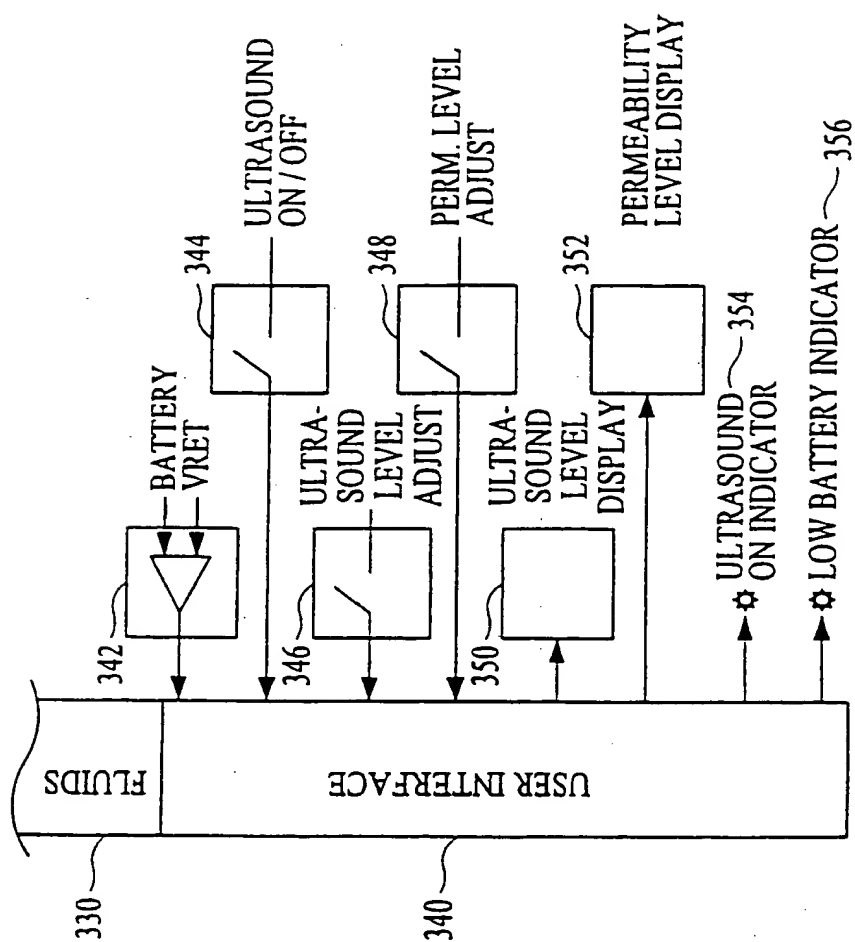 330
FLUIDS
340
USER INTERFACE
342
BATTERY
VRET
344
ULTRASOUND
ON / OFF
346
ULTRA-
SOUND
LEVEL
ADJUST
348
PERM. LEVEL
ADJUST
350
ULTRA-
SOUND
LEVEL
DISPLAY
352
PERMEABILITY
LEVEL DISPLAY
ULTRASOUND 354
ON INDICATOR
LOW BATTERY INDICATOR 356